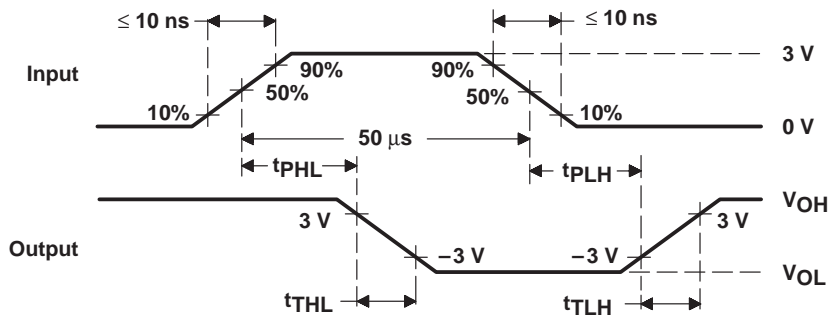 ≤ 10 ns ≤ 10 ns
3 V
Input 90% 90%
50% 50%
10% 10%
0 V
50 μs
tPHL tPLH
VOH
3 V 3 V
Output −3 V −3 V
VOL
tTHL tTLH